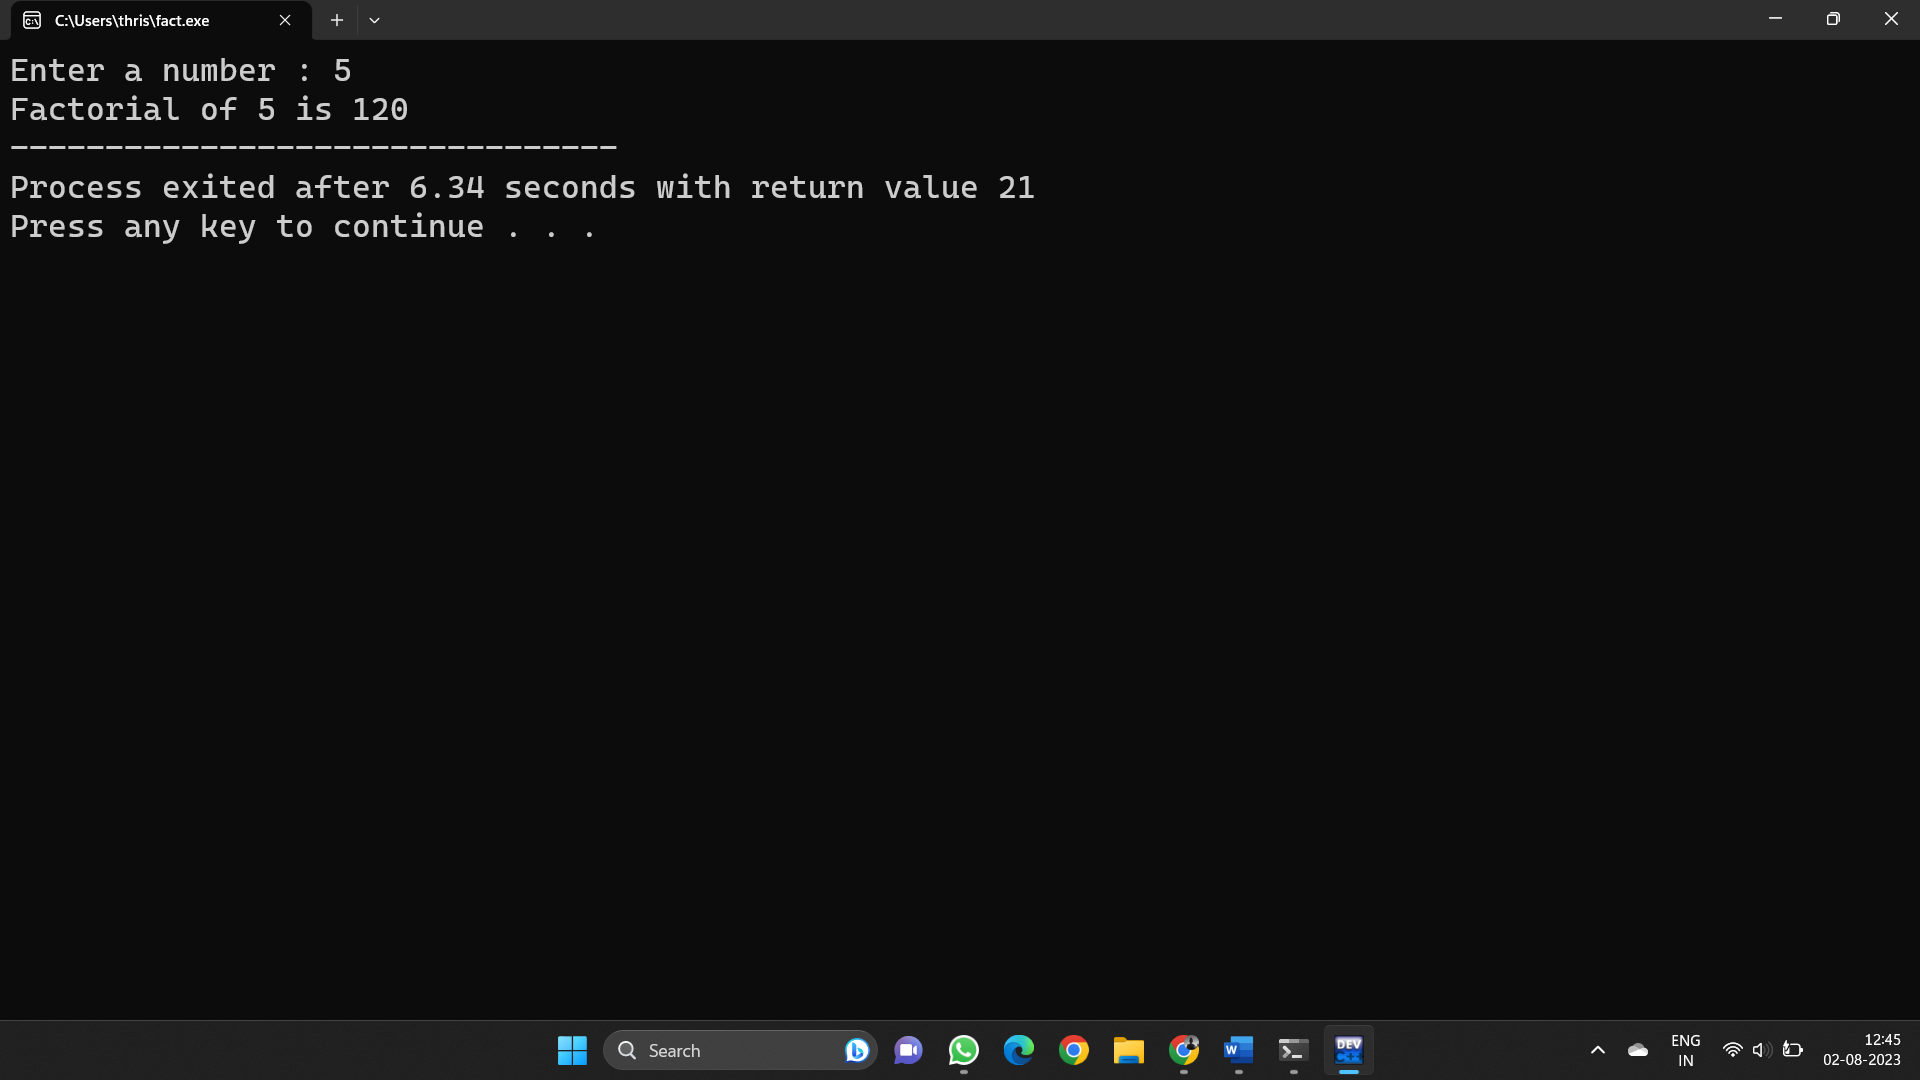 C:\Users\thris\fact.exe
Enter a number : 5
Factorial of 5 is 120
--------------------------------
Process exited after 6.34 seconds with return value 21
Press any key to continue . . .
Search
W
DEV
C++
ENG
IN
12:45
02-08-2023